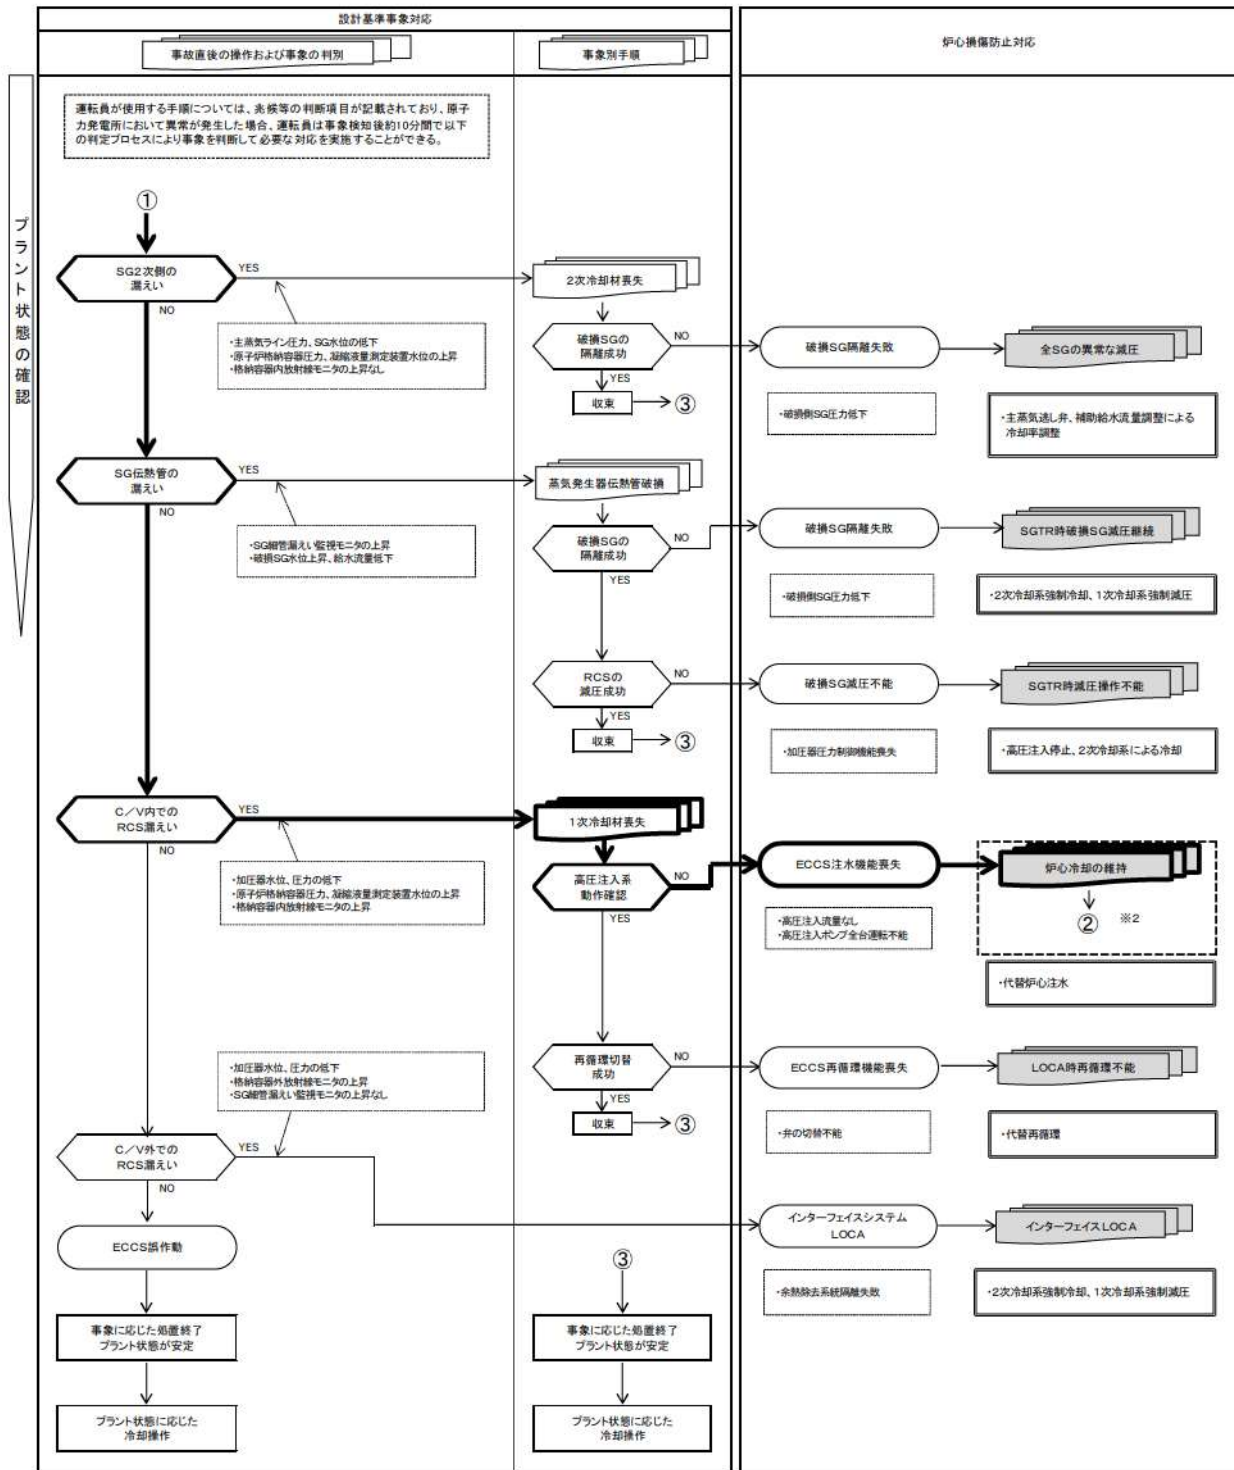 設計基準事象対応
事故直後の操作および事象の判別
事象別手順
炉心損傷防止対応
プラント状態の確認
運転員が使用する手順については、兆候等の判断項目が記載されており、原子
力発電所において異常が発生した場合、運転員は事象検知後約10分間で以下
の判定プロセスにより事象を判断して必要な対応を実施することができる。
①
SG2次側の
漏えい
YES
NO
・主蒸気ライン圧力、SG水位の低下
・原子炉格納容器圧力、凝縮液量測定装置水位の上昇
・格納容器内放射線モニタの上昇なし
2次冷却材喪失
破損SGの
隔離成功
NO
YES
収束
③
破損SG隔離失敗
全SGの異常な減圧
・破損側SG圧力低下
・主蒸気逃し弁、補助給水流量調整による
冷却率調整
SG伝熱管の
漏えい
YES
NO
・SG細管漏えい監視モニタの上昇
・破損SG水位上昇、給水流量低下
蒸気発生器伝熱管破損
破損SGの
隔離成功
NO
YES
破損SG隔離失敗
SGTR時破損SG減圧継続
・破損側SG圧力低下
・2次冷却系強制冷却、1次冷却系強制減圧
RCSの
減圧成功
NO
YES
収束
③
破損SG減圧不能
SGTR時減圧操作不能
・加圧器圧力制御機能喪失
・高圧注入停止、2次冷却系による冷却
C/V内での
RCS漏えい
YES
NO
・加圧器水位、圧力の低下
・原子炉格納容器圧力、凝縮液量測定装置水位の上昇
・格納容器内放射線モニタの上昇
1次冷却材喪失
高圧注入系
動作確認
NO
YES
ECCS注水機能喪失
炉心冷却の維持
② ※2
・高圧注入流量なし
・高圧注入ポンプ全台運転不能
・代替炉心注水
再循環切替
成功
NO
YES
収束
③
ECCS再循環機能喪失
LOCA時再循環不能
・弁の切替不能
・代替再循環
・加圧器水位、圧力の低下
・格納容器外放射線モニタの上昇
・SG細管漏えい監視モニタの上昇なし
C/V外での
RCS漏えい
YES
NO
インターフェイスシステム
LOCA
インターフェイスLOCA
・余熱除去系統隔離失敗
・2次冷却系強制冷却、1次冷却系強制減圧
ECCS誤作動
事象に応じた処置終了
プラント状態が安定
プラント状態に応じた
冷却操作
③
事象に応じた処置終了
プラント状態が安定
プラント状態に応じた
冷却操作